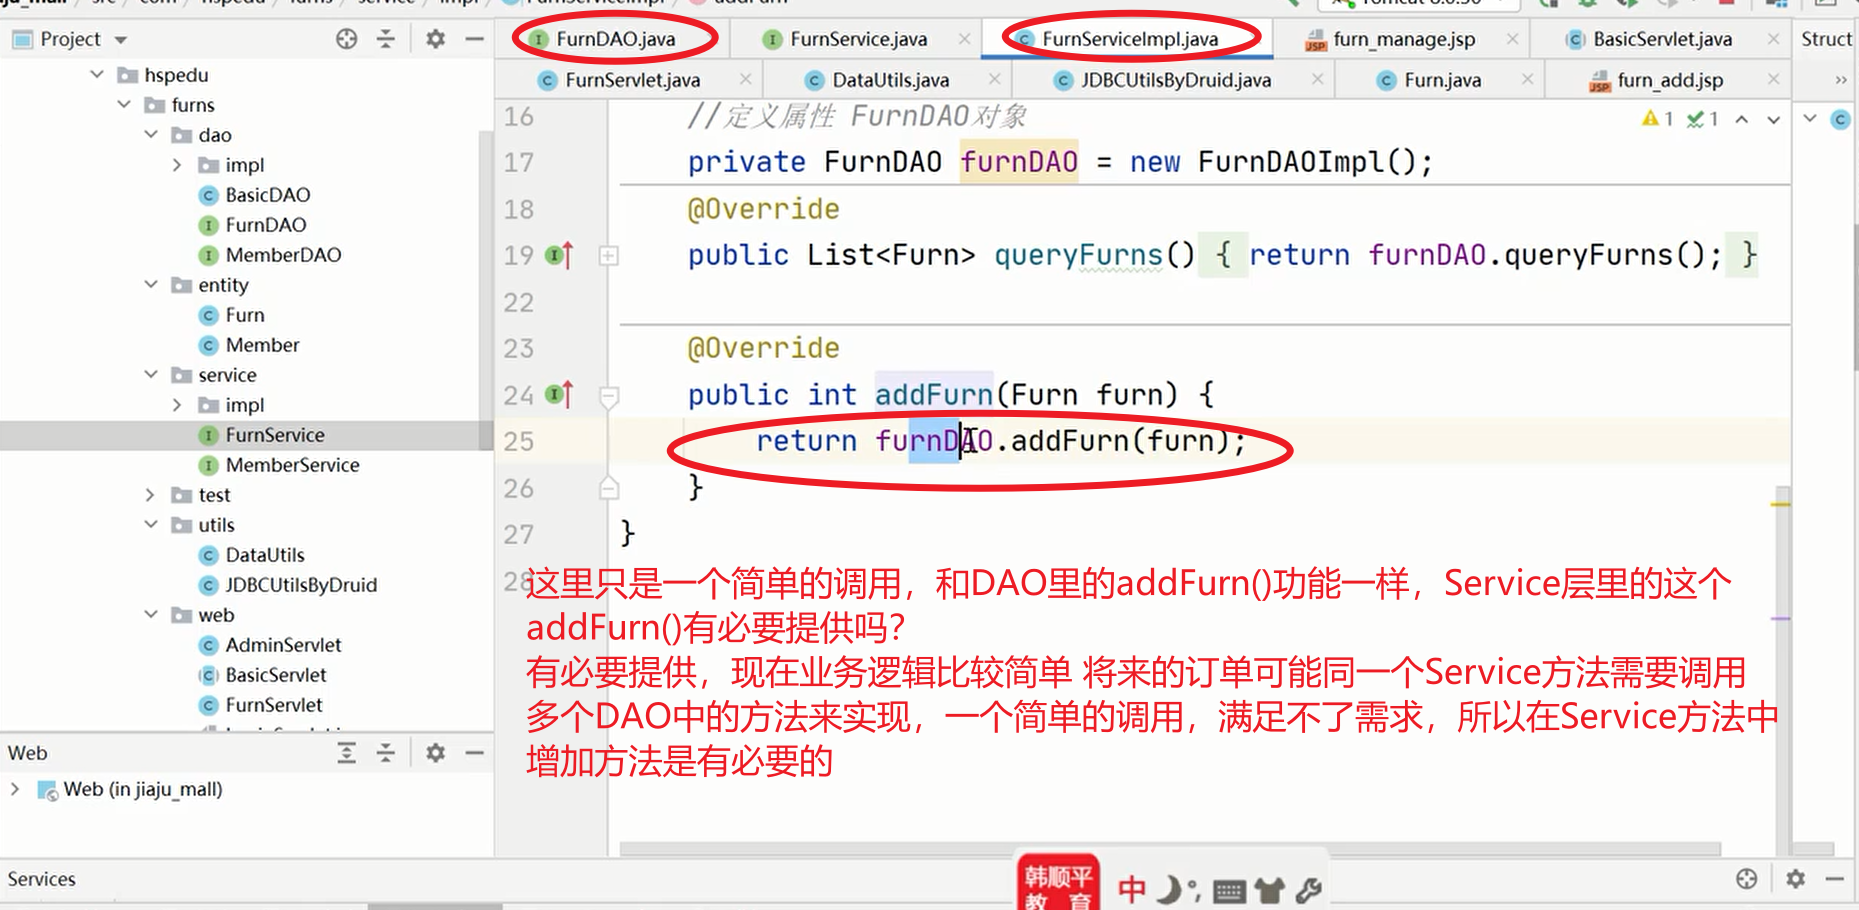 Project
FurnDAO.java
FurnService.java
FurnServiceImpl.java
furn_manage.jsp
BasicServlet.java
Struct
FurnServlet.java
DataUtils.java
JDBCUtilsByDruid.java
Furn.java
furn_add.jsp
hspedu
furns
dao
impl
BasicDAO
FurnDAO
MemberDAO
entity
Furn
Member
service
impl
FurnService
MemberService
test
utils
DataUtils
JDBCUtilsByDruid
web
AdminServlet
BasicServlet
FurnServlet
Web
Web (in jiaju_mall)
Services
1 1
16 //定义属性 FurnDAO对象
17 private FurnDAO furnDAO = new FurnDAOImpl();
18 @Override
19 public List<Furn> queryFurns() { return furnDAO.queryFurns(); }
22
23 @Override
24 public int addFurn(Furn furn) {
25 return furnDAO.addFurn(furn);
26 }
27 }
28
这里只是一个简单的调用，和DAO里的addFurn()功能一样，Service层里的这个
addFurn()有必要提供吗？
有必要提供，现在业务逻辑比较简单 将来的订单可能同一个Service方法需要调用
多个DAO中的方法来实现，一个简单的调用，满足不了需求，所以在Service方法中
增加方法是有必要的
韩顺平
教育
中